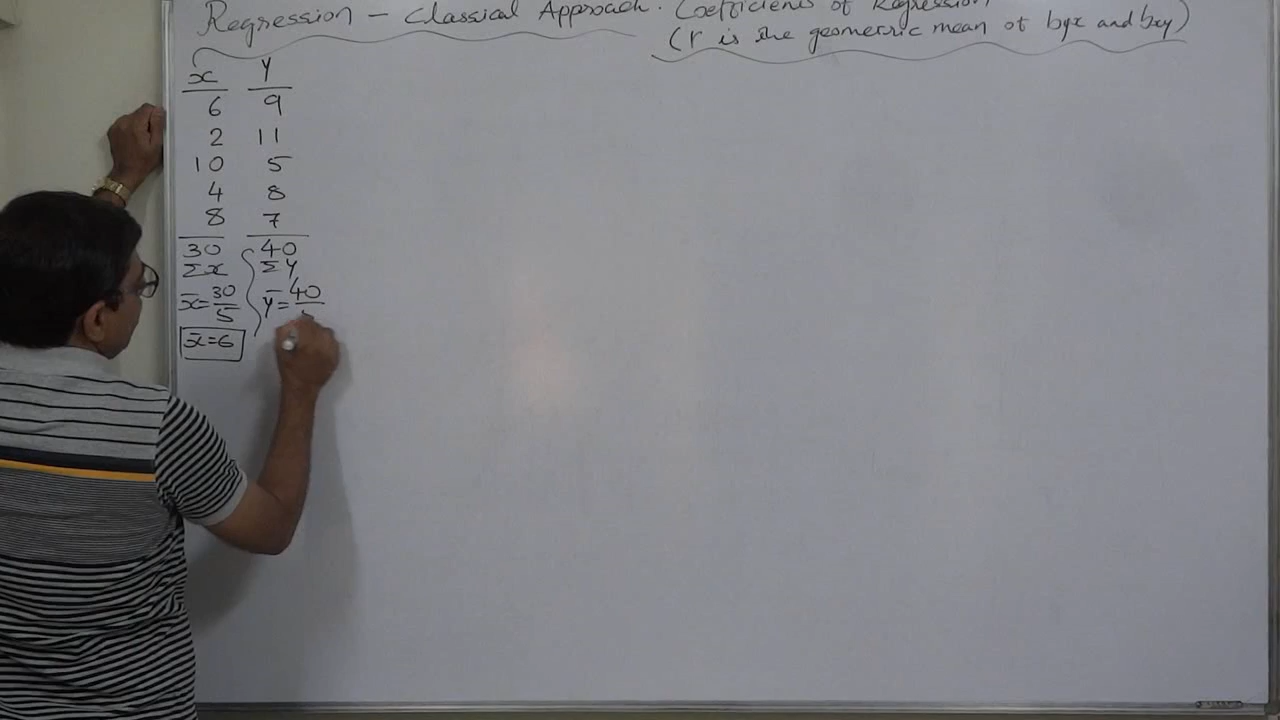 Regression – Classical Approach. Coefficients of Regression
(r is the geometric mean of byx and bxy)
x y
6 9
2 11
10 5
4 8
8 7
30 40
Σx Σy
x̄=30/5 ȳ=40/
x̄=6